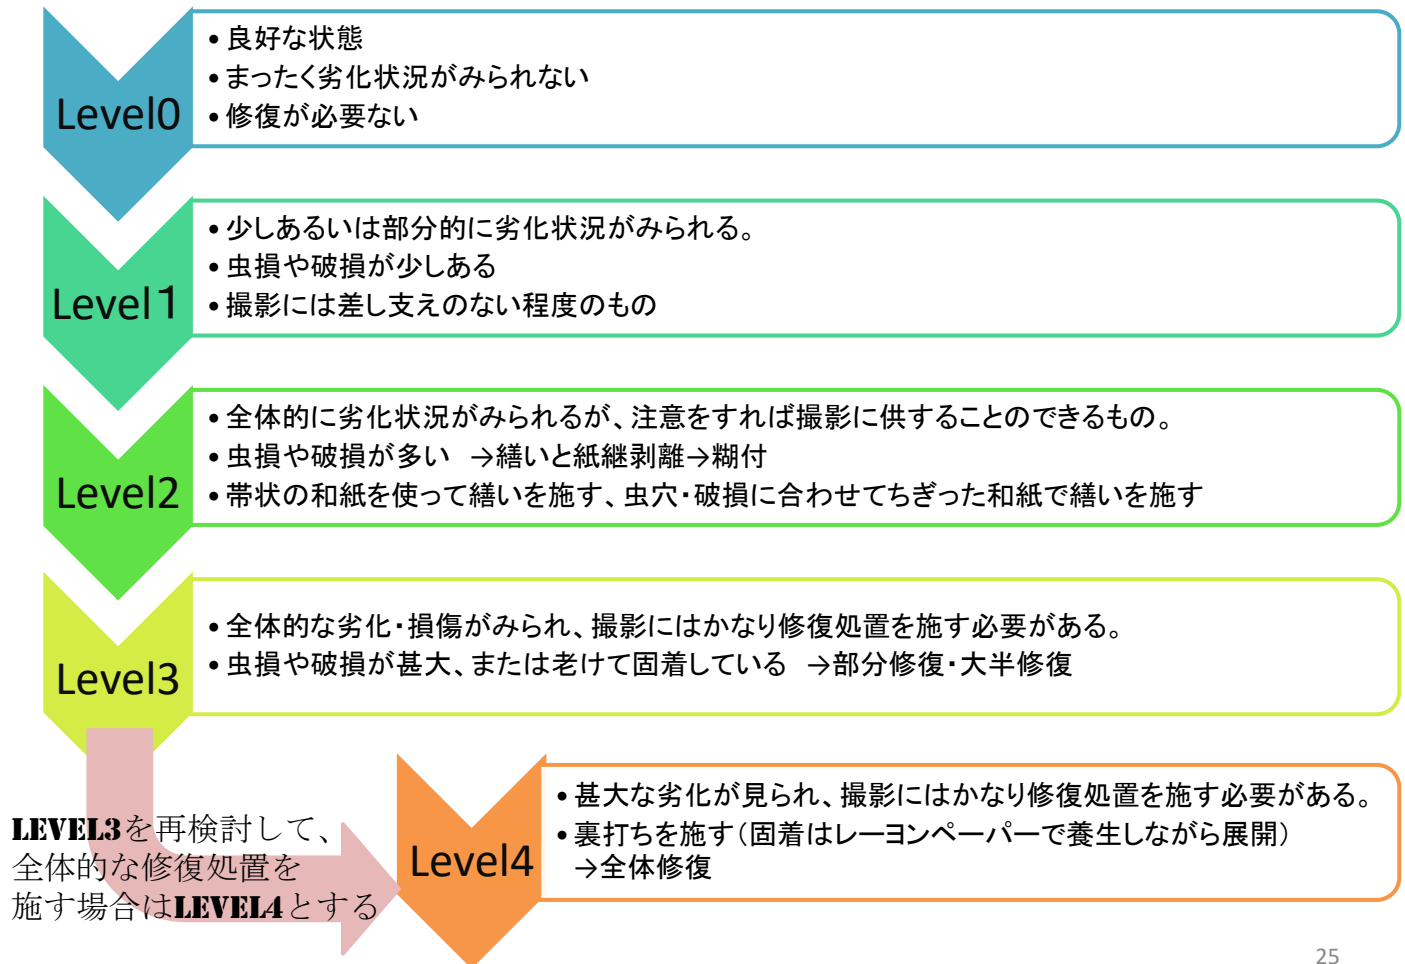 Level0
•良好な状態
•まったく劣化状況がみられない
•修復が必要ない
Level1
•少しあるいは部分的に劣化状況がみられる。
•虫損や破損が少しある
•撮影には差し支えのない程度のもの
Level2
•全体的に劣化状況がみられるが、注意をすれば撮影に供することのできるもの。
•虫損や破損が多い →繕いと紙継剥離→糊付
•帯状の和紙を使って繕いを施す、虫穴・破損に合わせてちぎった和紙で繕いを施す
Level3
•全体的な劣化・損傷がみられ、撮影にはかなり修復処置を施す必要がある。
•虫損や破損が甚大、または老けて固着している →部分修復・大半修復
LEVEL3を再検討して、
全体的な修復処置を
施す場合はLEVEL4とする
Level4
•甚大な劣化が見られ、撮影にはかなり修復処置を施す必要がある。
•裏打ちを施す（固着はレーヨンペーパーで養生しながら展開）
→全体修復
25